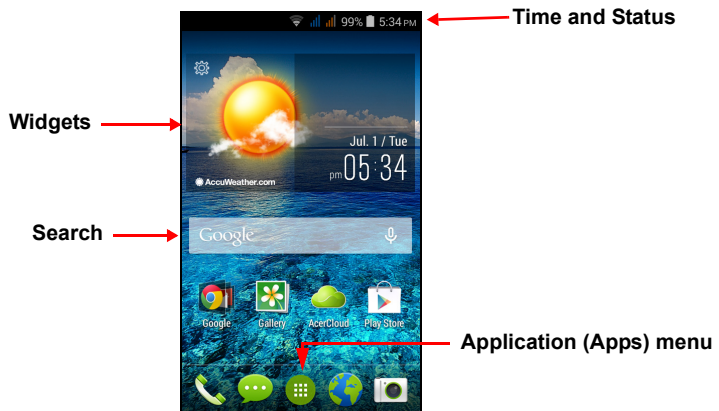 99% 5:34 PM
Time and Status
Widgets
Jul. 1 / Tue
pm 05:34
AccuWeather.com
Search
Google
Google
Gallery
AcerCloud
Play Store
Application (Apps) menu